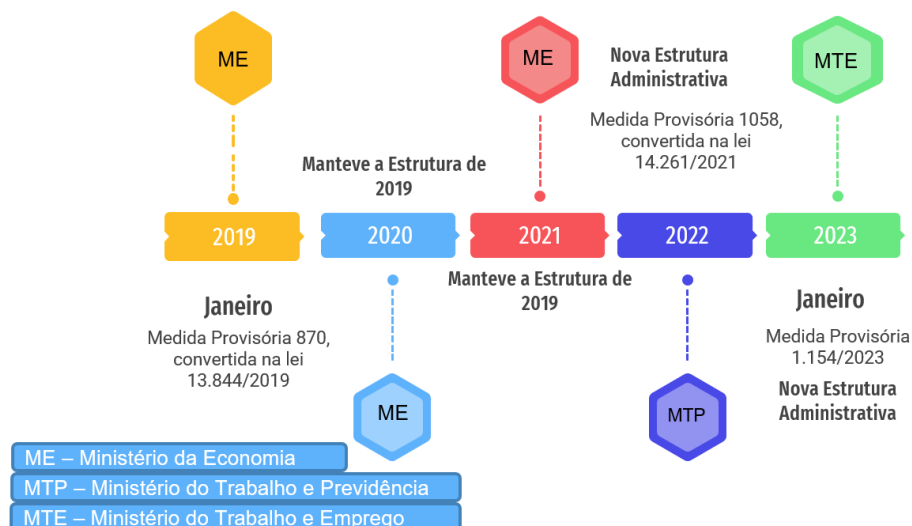 ME
ME
Nova Estrutura
Administrativa
MTE
Medida Provisória 1058,
convertida na lei
14.261/2021
Manteve a Estrutura de
2019
2019
2020
2021
2022
2023
Manteve a Estrutura de
2019
Janeiro
Medida Provisória 870,
convertida na lei
13.844/2019
Janeiro
Medida Provisória
1.154/2023
Nova Estrutura
Administrativa
ME
MTP
ME – Ministério da Economia
MTP – Ministério do Trabalho e Previdência
MTE – Ministério do Trabalho e Emprego